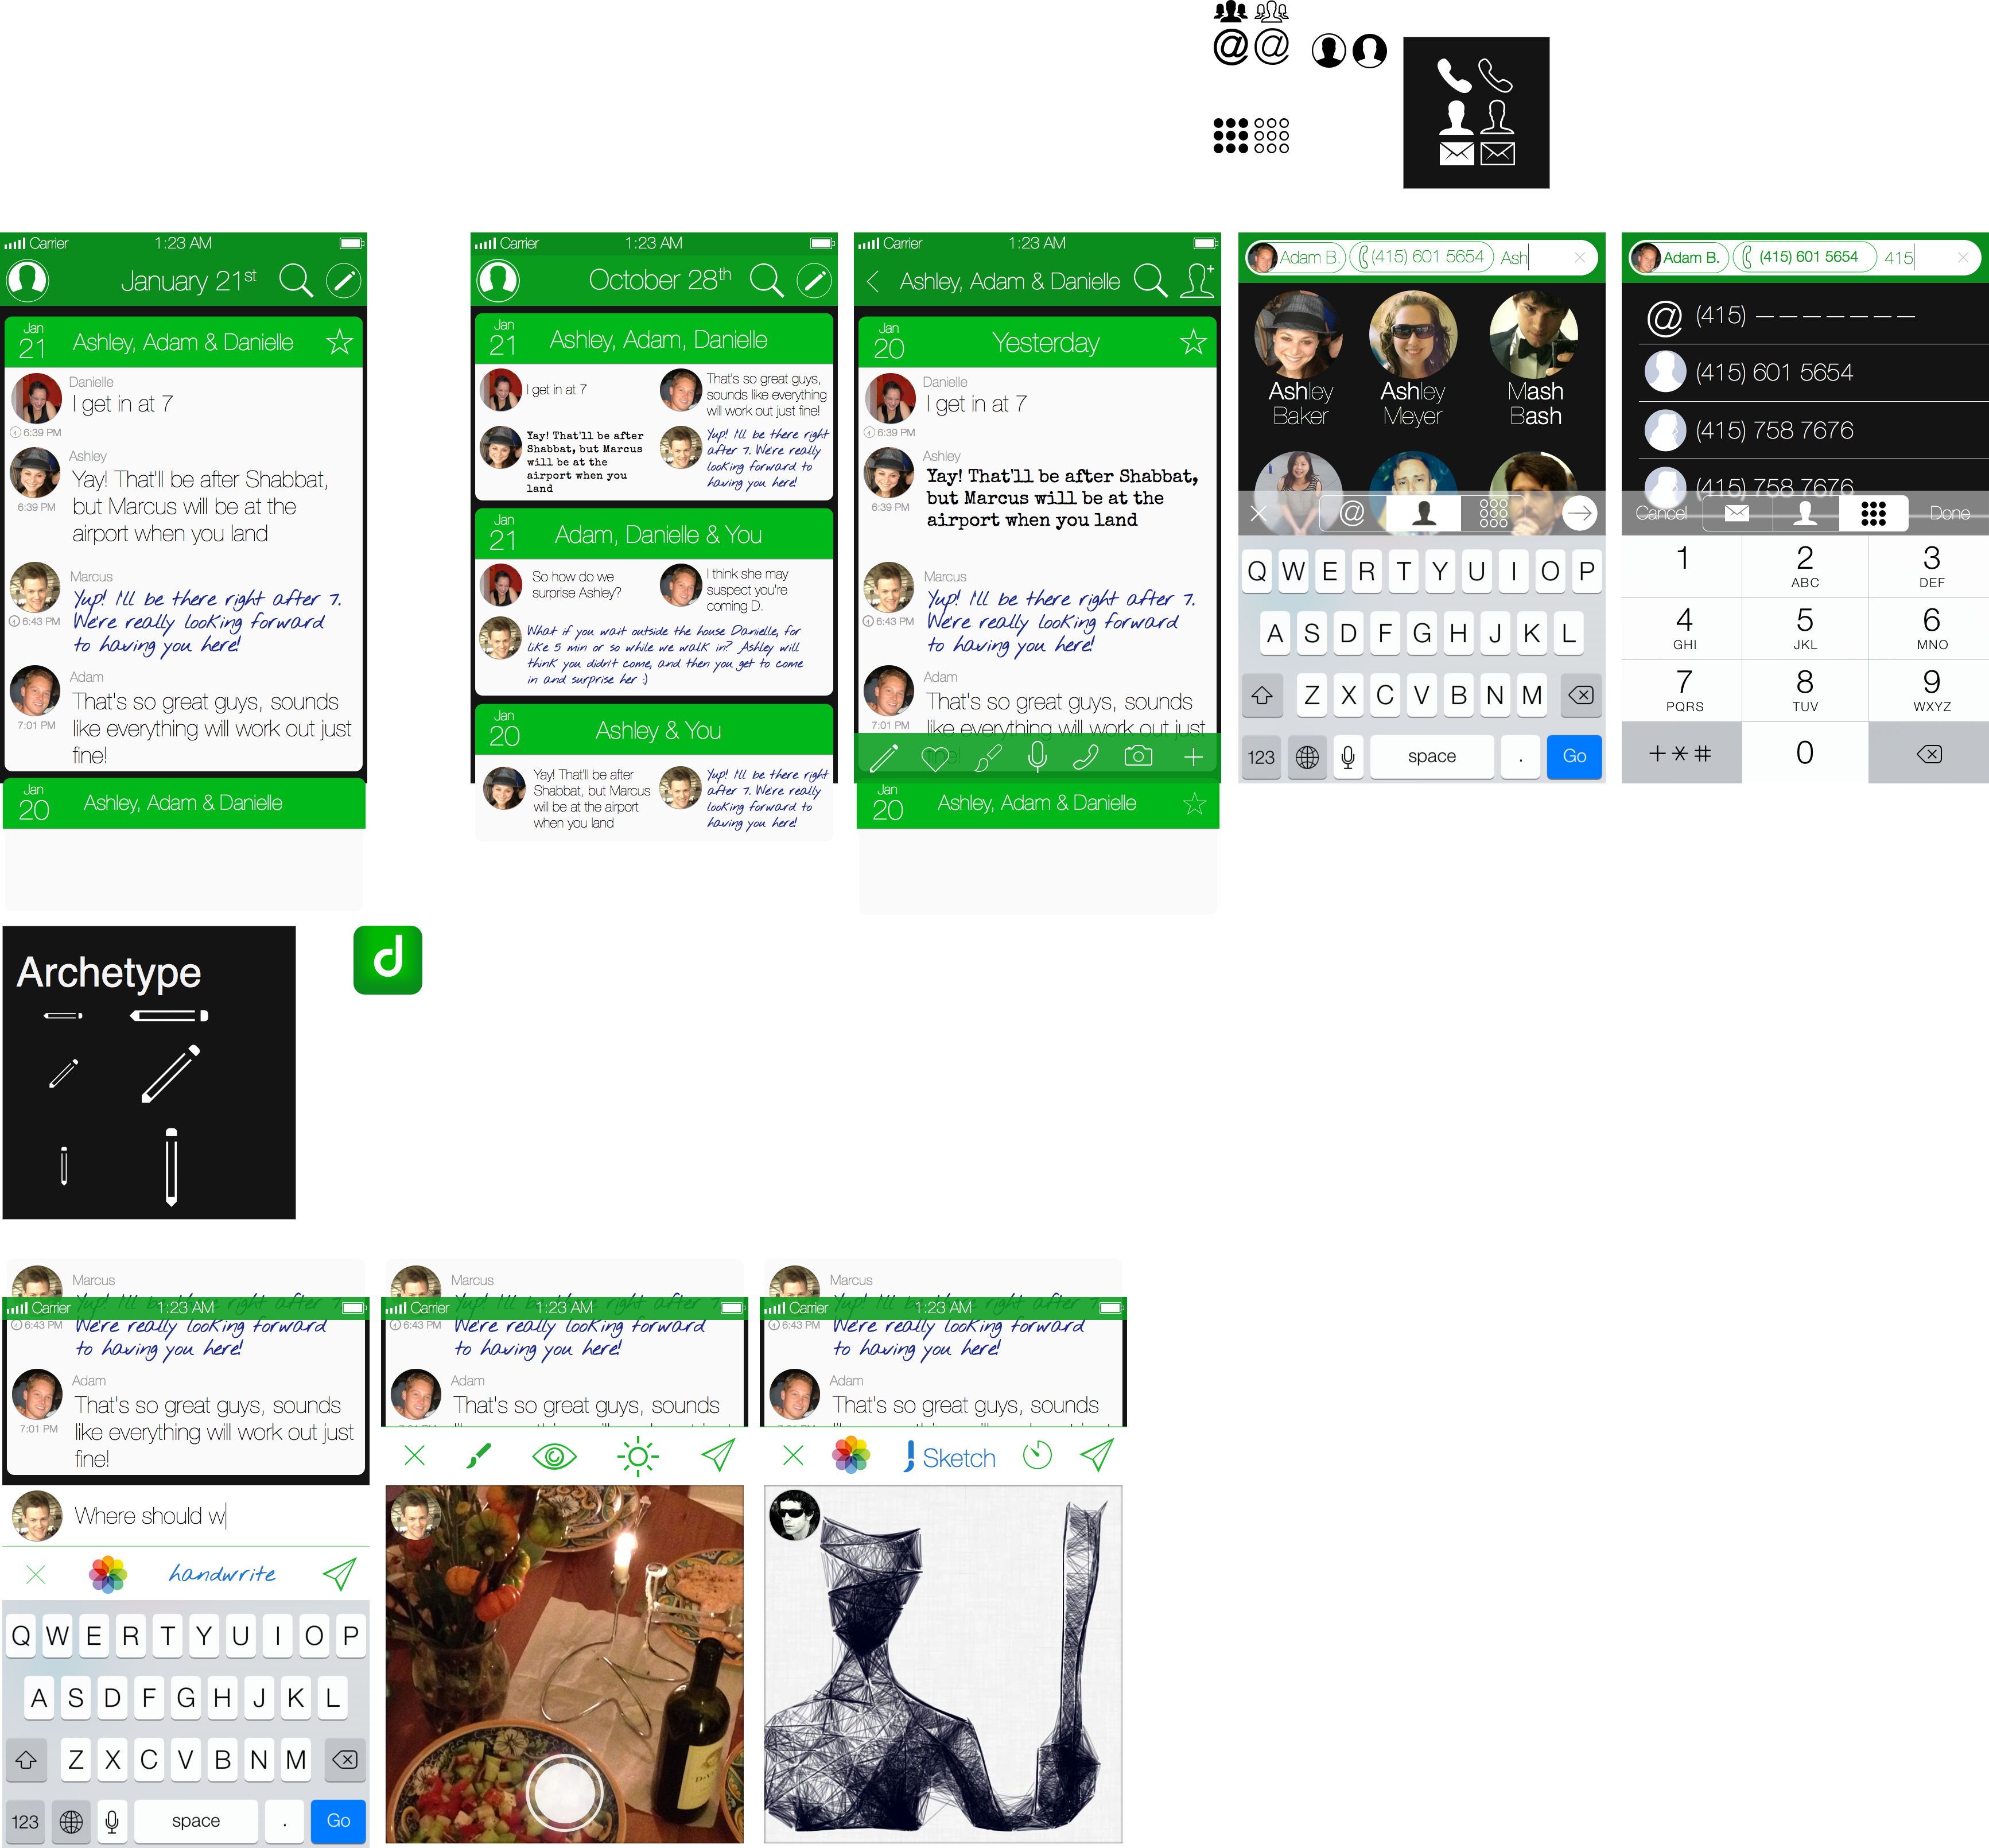 @ @
Carrier 1:23 AM
January 21st
Jan
21
Ashley, Adam & Danielle
Danielle
I get in at 7
6:39 PM
Ashley
Yay! That'll be after Shabbat,
but Marcus will be at the
airport when you land
6:39 PM
Marcus
Yup! I'll be there right after 7.
We're really looking forward
to having you here!
6:43 PM
Adam
That's so great guys, sounds
like everything will work out just
fine!
7:01 PM
Jan
20
Ashley, Adam & Danielle
Carrier 1:23 AM
October 28th
Jan
21
Ashley, Adam, Danielle
I get in at 7
That's so great guys,
sounds like everything
will work out just fine!
Yay! That'll be after
Shabbat, but Marcus
will be at the
airport when you
land
Yup! I'll be there right
after 7. We're really
looking forward to
having you here!
Jan
21
Adam, Danielle & You
So how do we
surprise Ashley?
I think she may
suspect you're
coming D.
What if you wait outside the house Danielle, for
like 5 min or so while we walk in? Ashley will
think you didn't come, and then you get to come
in and surprise her :)
Jan
20
Ashley & You
Yay! That'll be after
Shabbat, but Marcus
will be at the airport
when you land
Yup! I'll be there right
after 7. We're really
looking forward to
having you here!
Carrier 1:23 AM
Ashley, Adam & Danielle
Jan
20
Yesterday
Danielle
I get in at 7
6:39 PM
Ashley
Yay! That'll be after Shabbat,
but Marcus will be at the
airport when you land
6:39 PM
Marcus
Yup! I'll be there right after 7.
We're really looking forward
to having you here!
6:43 PM
Adam
That's so great guys, sounds
like everything will work out just
fine!
7:01 PM
Jan
20
Ashley, Adam & Danielle
Adam B. (415) 601 5654 Ash
Ashley
Baker
Ashley
Meyer
Mash
Bash
@
Q W E R T Y U I O P
A S D F G H J K L
Z X C V B N M
123 space . Go
Adam B. (415) 601 5654 415
@ (415) _ _ _ _ _ _ _
(415) 601 5654
(415) 758 7676
(415) 758 7676
Cancel Done
1 2 3
ABC DEF
4 5 6
GHI JKL MNO
7 8 9
PQRS TUV WXYZ
+ * # 0
Archetype
d
Marcus
Yup! I'll be there right after 7.
Carrier 1:23 AM
6:43 PM
We're really looking forward
to having you here!
Adam
That's so great guys, sounds
like everything will work out just
fine!
7:01 PM
Where should w
handwrite
Q W E R T Y U I O P
A S D F G H J K L
Z X C V B N M
123 space . Go
Marcus
Yup! I'll be there right after 7.
Carrier 1:23 AM
6:43 PM
We're really looking forward
to having you here!
Adam
That's so great guys, sounds
Marcus
Yup! I'll be there right after 7.
Carrier 1:23 AM
6:43 PM
We're really looking forward
to having you here!
Adam
That's so great guys, sounds
Sketch